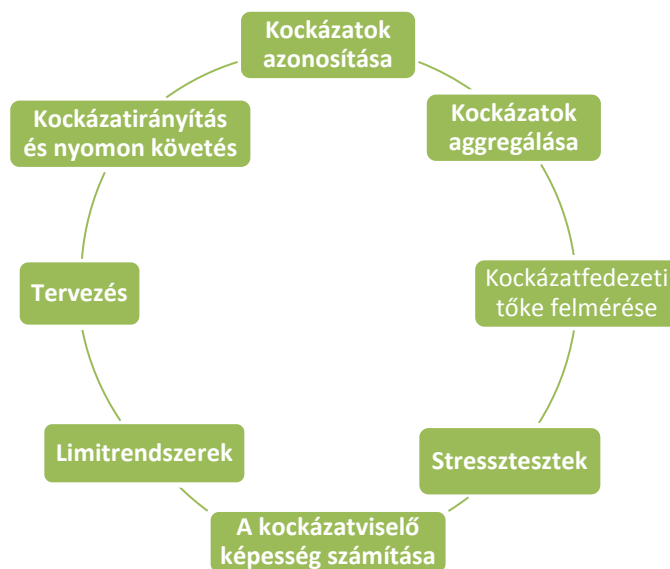 Kockázatok
azonosítása
Kockázatok
aggregálása
Kockázatfedezeti
tőke felmérése
Stressztesztek
A kockázatviselő
képesség számítása
Limitrendszerek
Tervezés
Kockázatirányítás
és nyomon követés